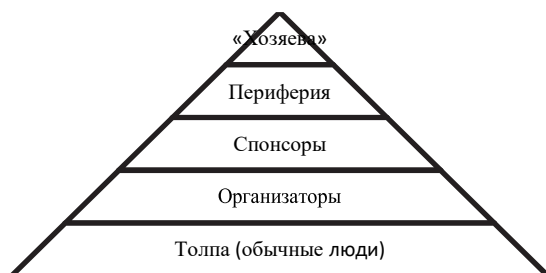 «Хозяева»
Периферия
Спонсоры
Организаторы
Толпа (обычные люди)